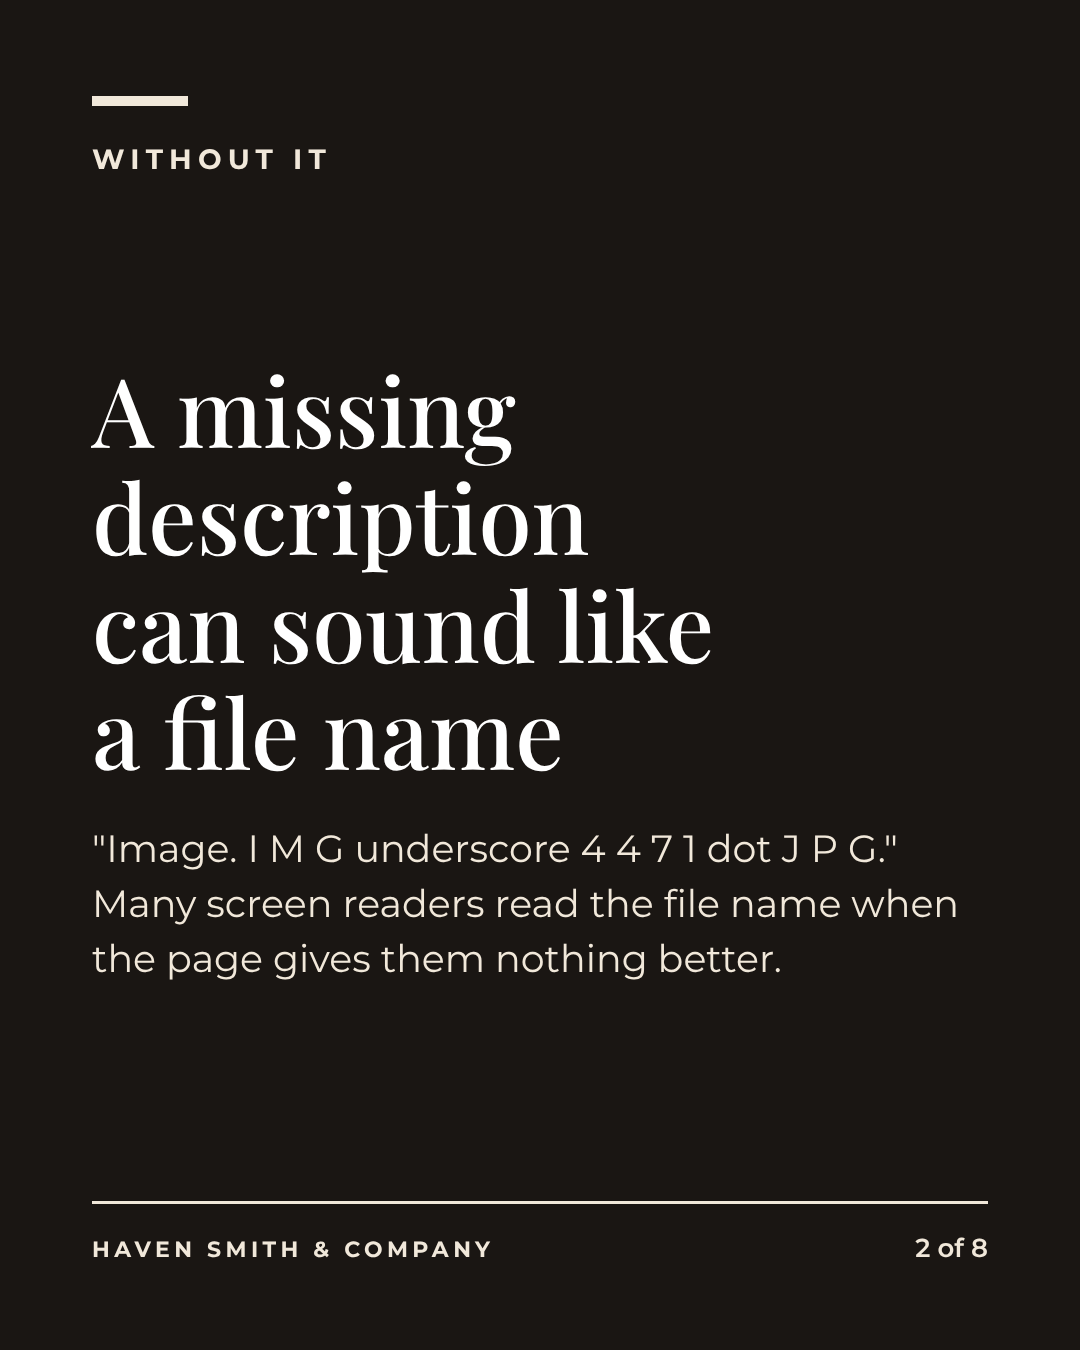 WITHOUT IT
A missing
description
can sound like
a file name
"Image. I M G underscore 4 4 7 1 dot J P G."
Many screen readers read the file name when
the page gives them nothing better.
HAVEN SMITH & COMPANY
2 of 8